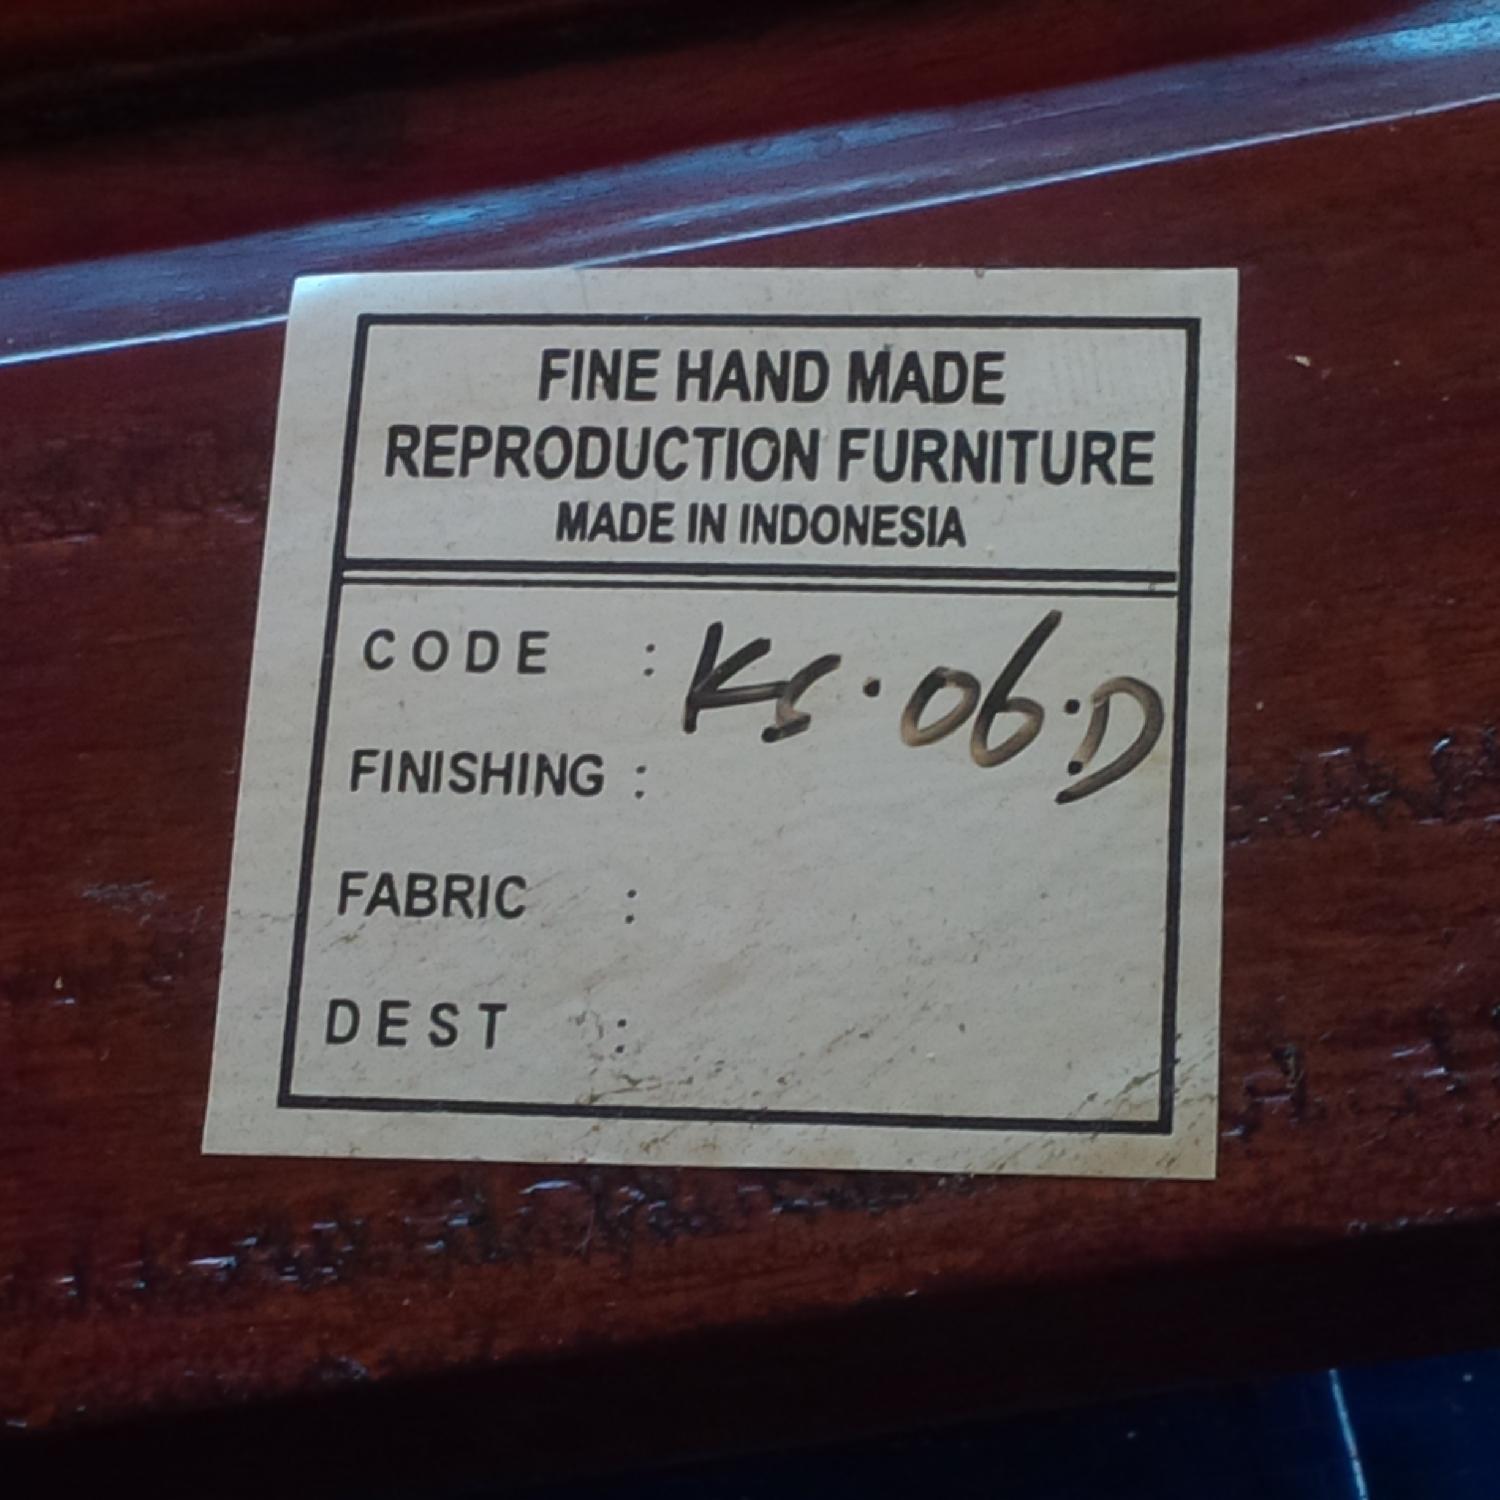 FINE HAND MADE
REPRODUCTION FURNITURE
MADE IN INDONESIA
CODE : KS.06.D
FINISHING :
FABRIC :
DEST :